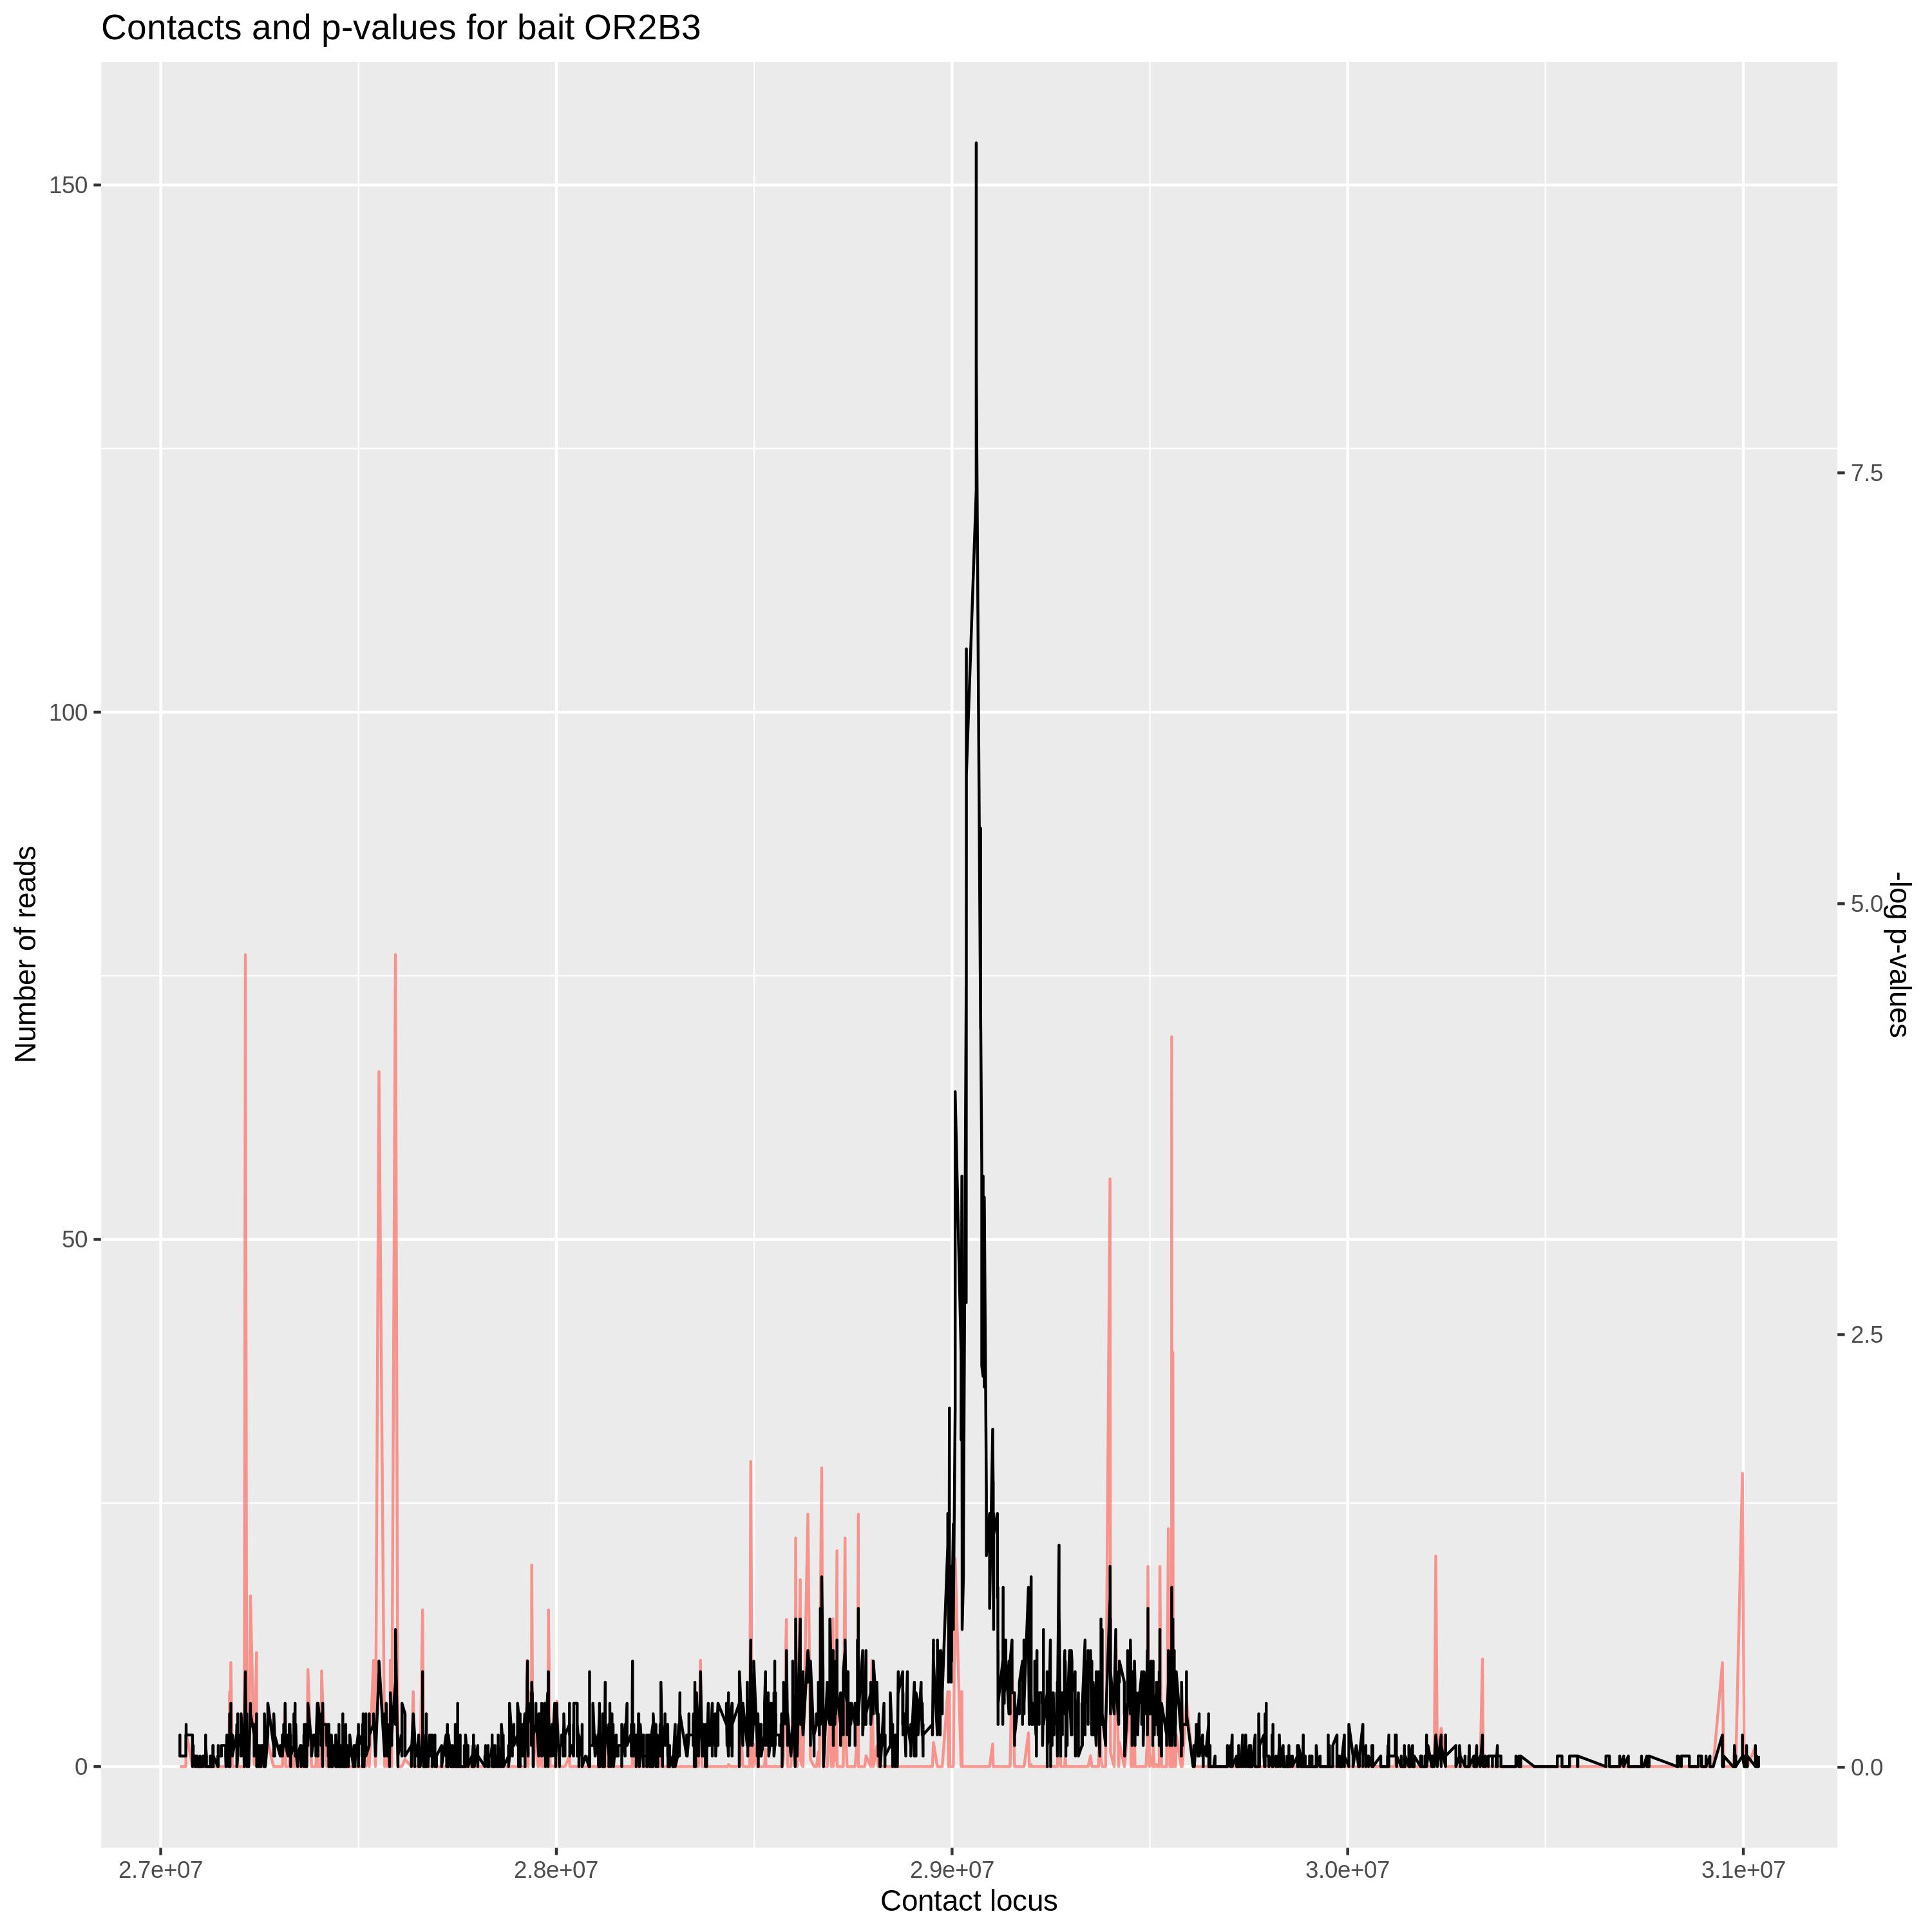 Contacts and p-values for bait OR2B3
150
100
50
0
Number of reads
7.5
5.0
2.5
0.0
-log p-values
2.7e+07
2.8e+07
2.9e+07
3.0e+07
3.1e+07
Contact locus